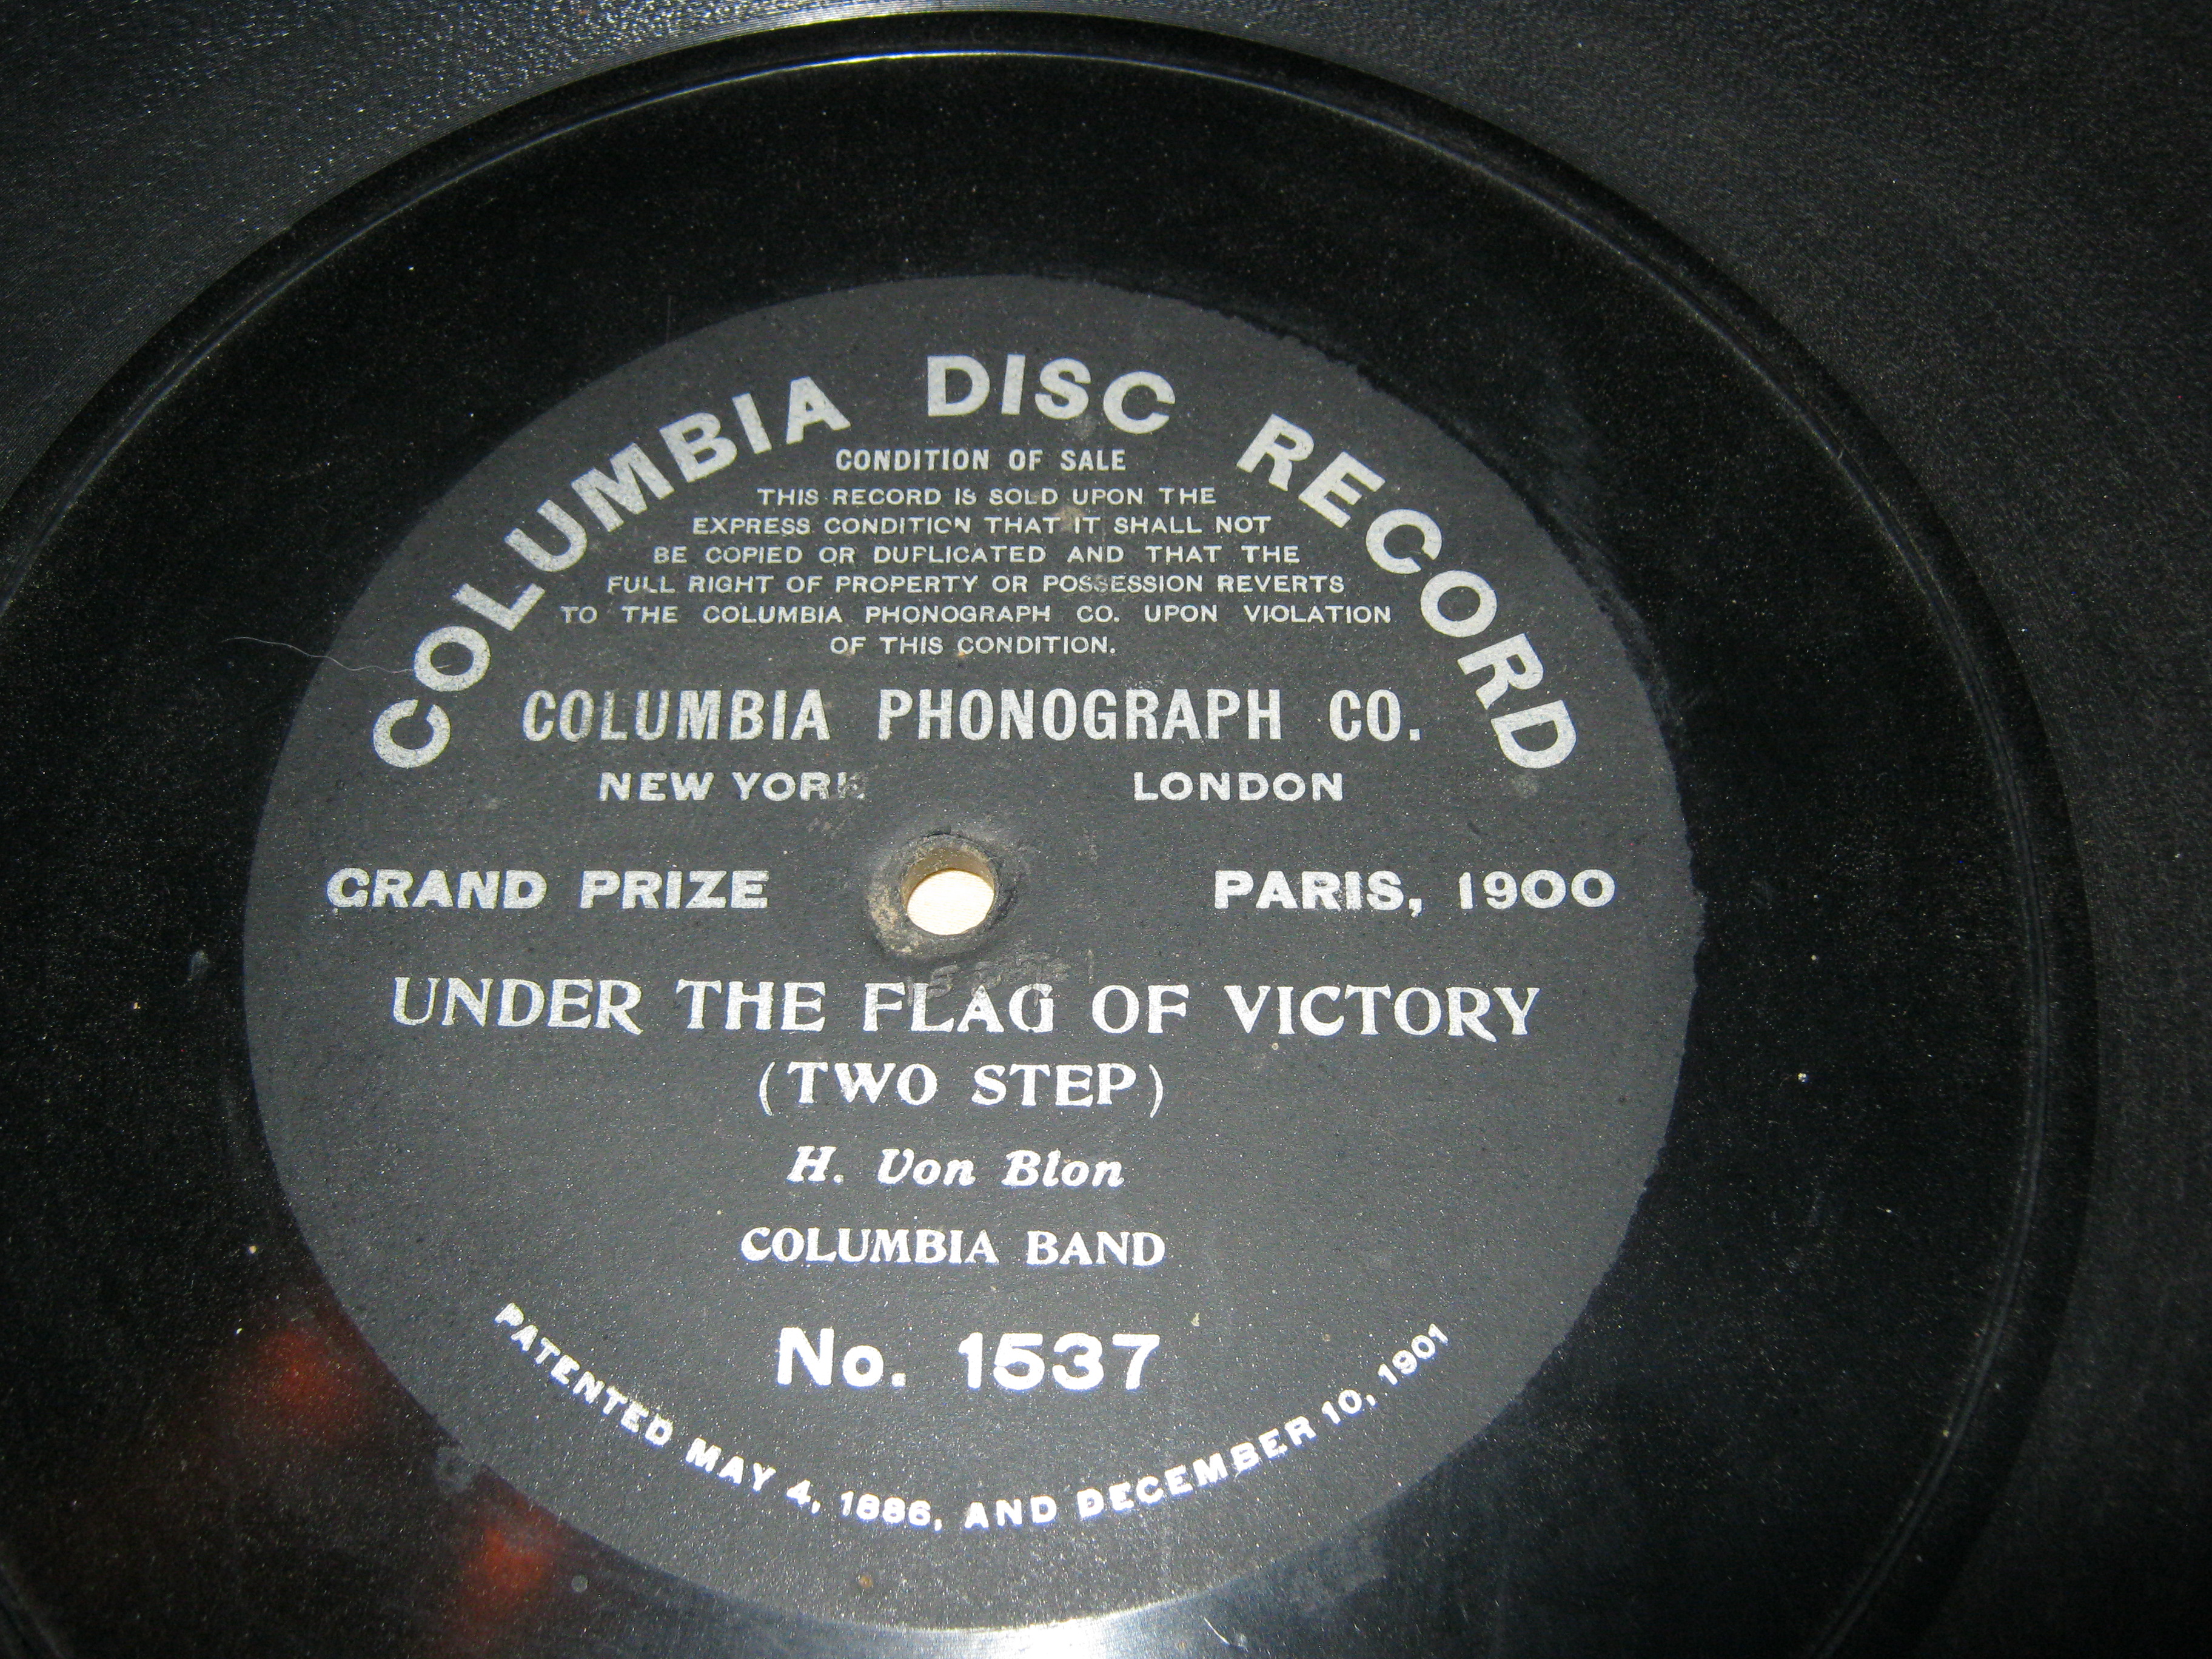 COLUMBIA DISC RECORD
CONDITION OF SALE
THIS RECORD IS SOLD UPON THE
EXPRESS CONDITION THAT IT SHALL NOT
BE COPIED OR DUPLICATED AND THAT THE
FULL RIGHT OF PROPERTY OR POSSESSION REVERTS
TO THE COLUMBIA PHONOGRAPH CO. UPON VIOLATION
OF THIS CONDITION.
COLUMBIA PHONOGRAPH CO.
NEW YORK LONDON
GRAND PRIZE PARIS, 1900
UNDER THE FLAG OF VICTORY
(TWO STEP)
H. Von Blon
COLUMBIA BAND
No. 1537
PATENTED MAY 4, 1886, AND DECEMBER 10, 1901